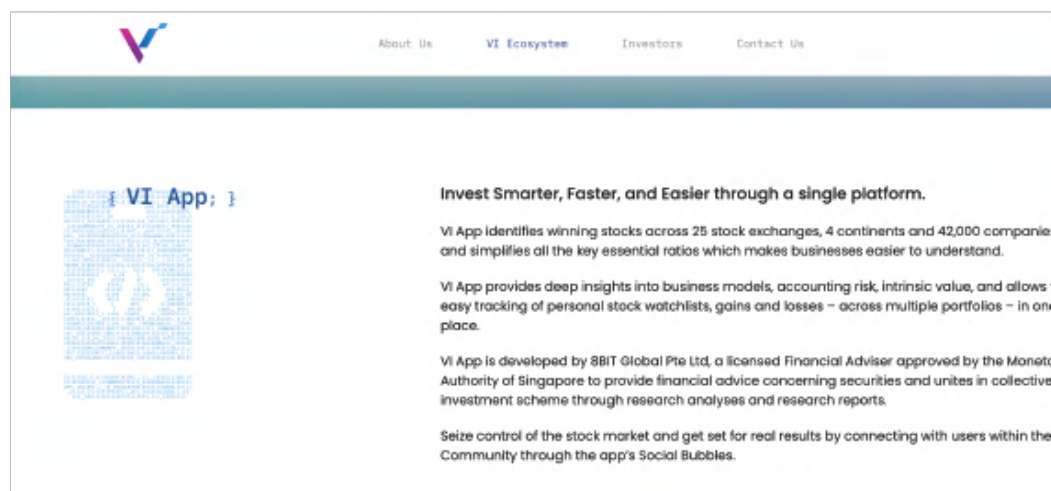 About Us VI Ecosystem Investors Contact Us
{ VI App; }
Invest Smarter, Faster, and Easier through a single platform.
VI App identifies winning stocks across 25 stock exchanges, 4 continents and 42,000 companie
and simplifies all the key essential ratios which makes businesses easier to understand.
VI App provides deep insights into business models, accounting risk, intrinsic value, and allows
easy tracking of personal stock watchlists, gains and losses – across multiple portfolios – in one
place.
VI App is developed by 8BIT Global Pte Ltd, a licensed Financial Adviser approved by the Moneta
Authority of Singapore to provide financial advice concerning securities and unites in collective
investment scheme through research analyses and research reports.
Seize control of the stock market and get set for real results by connecting with users within the
Community through the app's Social Bubbles.